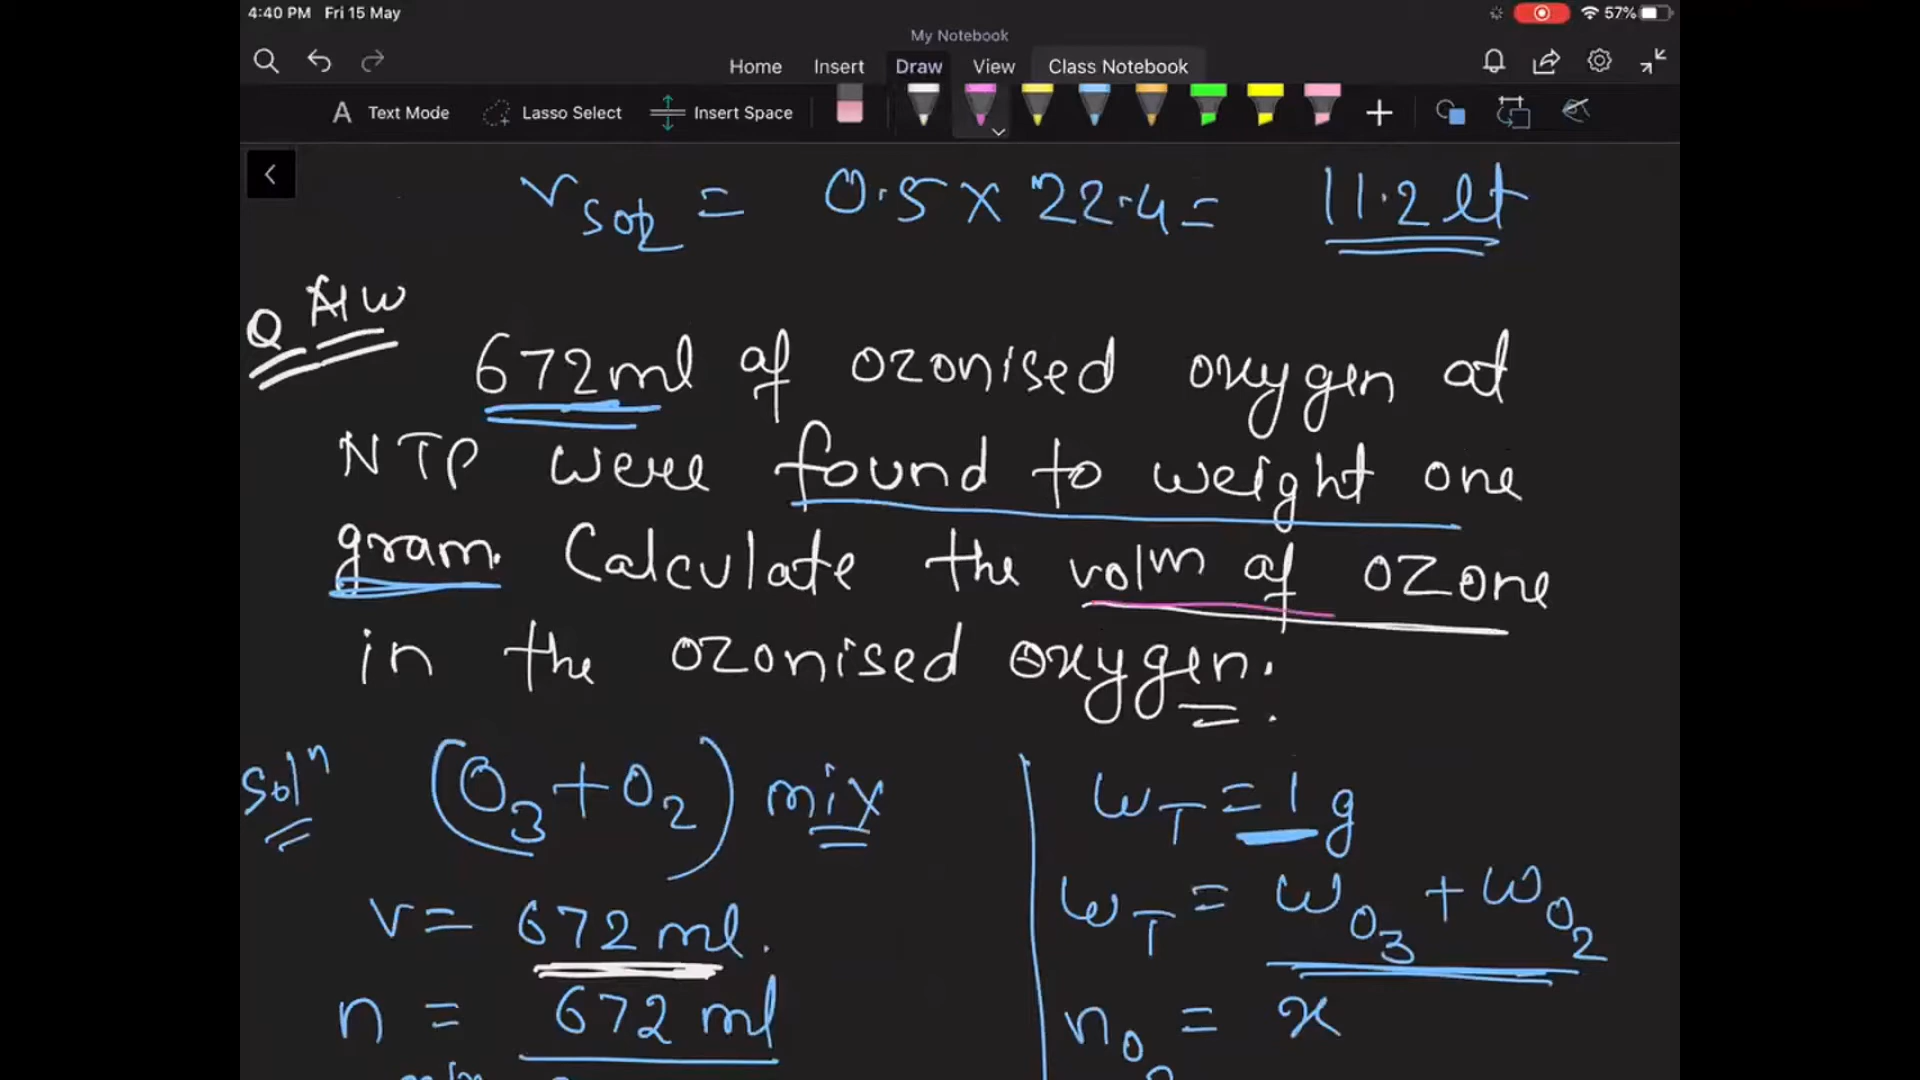 4:40 PM Fri 15 May 57%
My Notebook
Home Insert Draw View Class Notebook
A Text Mode Lasso Select Insert Space
V SO2 = 0.5 X 22.4 = 11.2 lt
Q HW
672ml of ozonised oxygen at
NTP were found to weight one
gram. Calculate the volm of ozone
in the ozonised oxygen.
Solⁿ (O3 + O2) mix
V = 672 ml.
n = 672 ml
WT = 1 g
WT = WO3 + WO2
nO = x